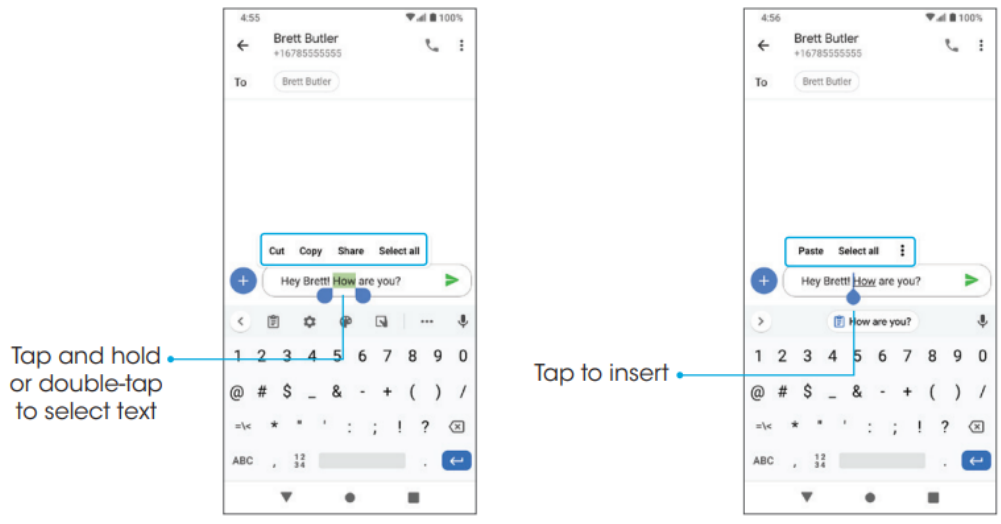 4:55
100%
Brett Butler
+16785555555
To
Brett Butler
Cut Copy Share Select all
Hey Brett! How are you?
1 2 3 4 5 6 7 8 9 0
@ # $ _ & - + ( ) /
=\< * " ' : ; ! ?
ABC , 12 34 .
Tap and hold
or double-tap
to select text
4:56
100%
Brett Butler
+16785555555
To
Brett Butler
Paste Select all
Hey Brett! How are you?
How are you?
1 2 3 4 5 6 7 8 9 0
@ # $ _ & - + ( ) /
=\< * " ' : ; ! ?
ABC , 12 34 .
Tap to insert